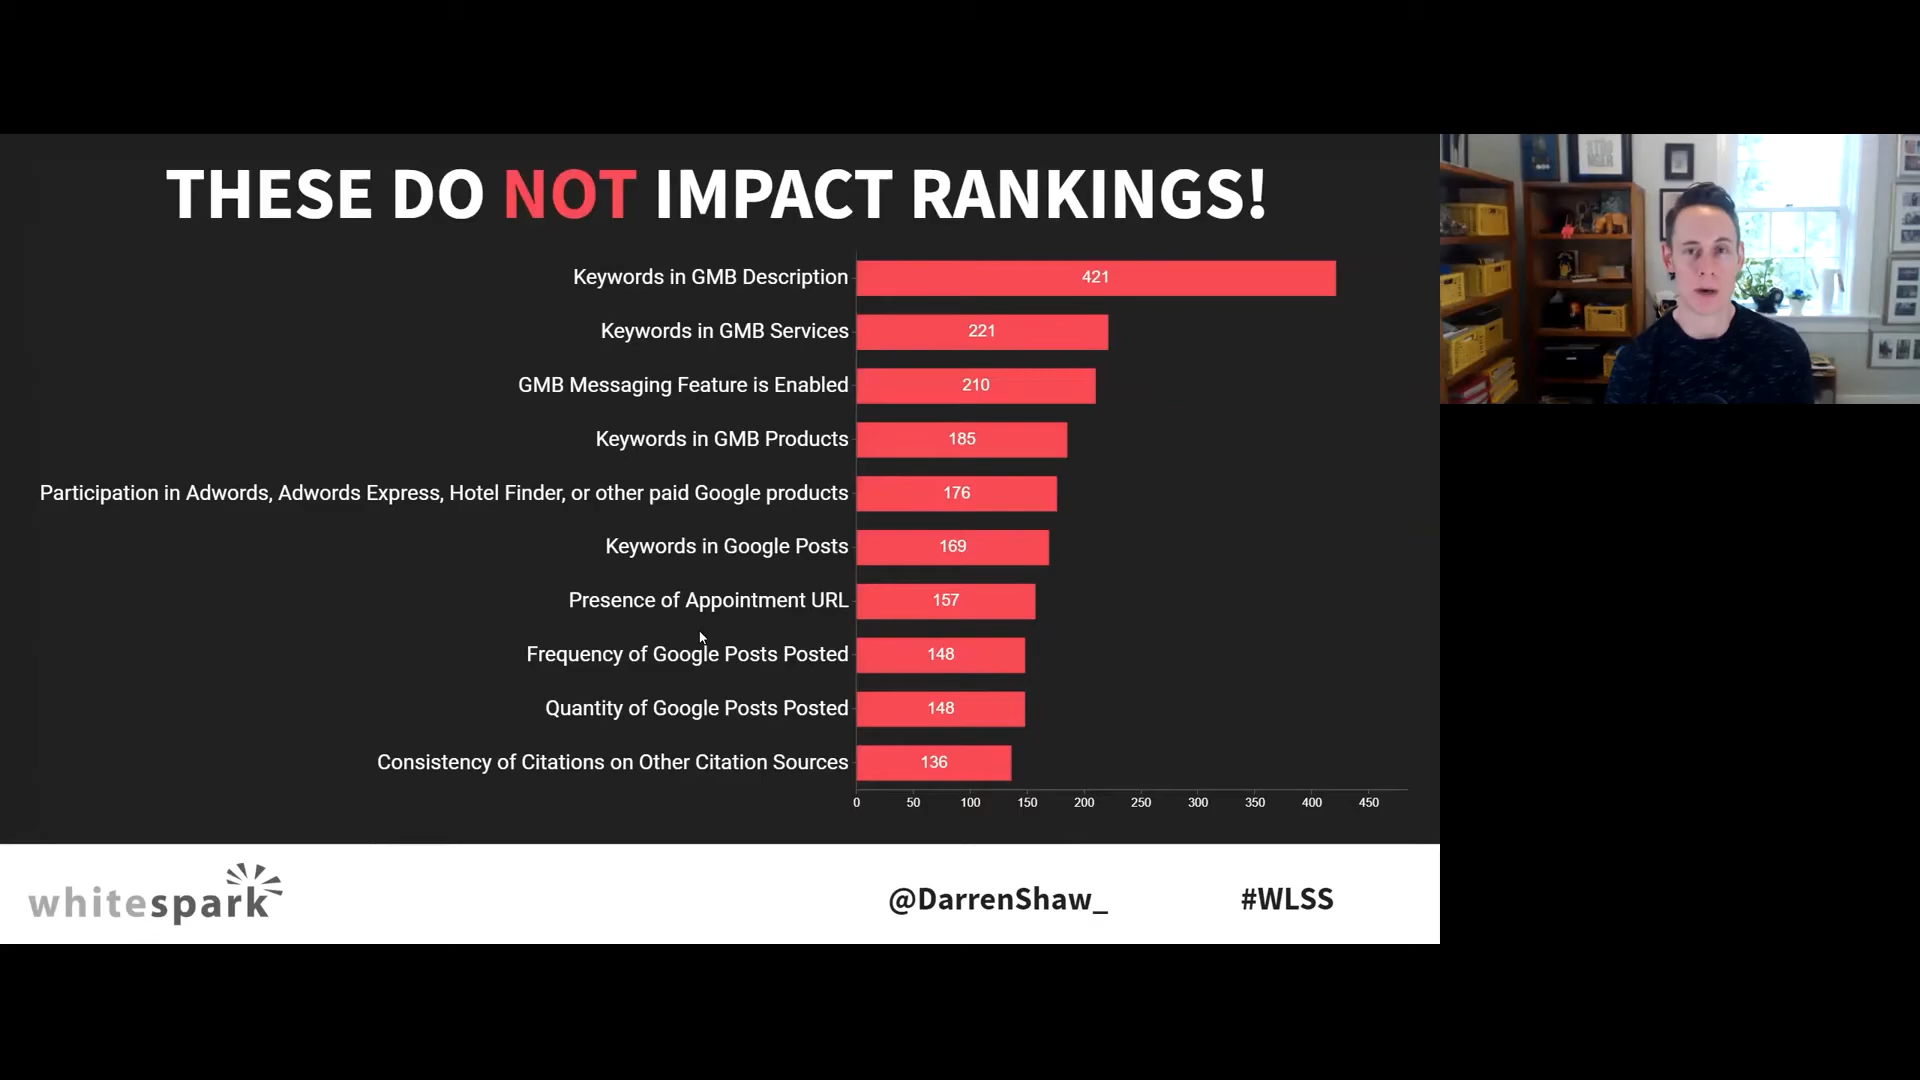 THESE DO NOT IMPACT RANKINGS!
Keywords in GMB Description 421
Keywords in GMB Services 221
GMB Messaging Feature is Enabled 210
Keywords in GMB Products 185
Participation in Adwords, Adwords Express, Hotel Finder, or other paid Google products 176
Keywords in Google Posts 169
Presence of Appointment URL 157
Frequency of Google Posts Posted 148
Quantity of Google Posts Posted 148
Consistency of Citations on Other Citation Sources 136
0 50 100 150 200 250 300 350 400 450
whitespark @DarrenShaw_ #WLSS